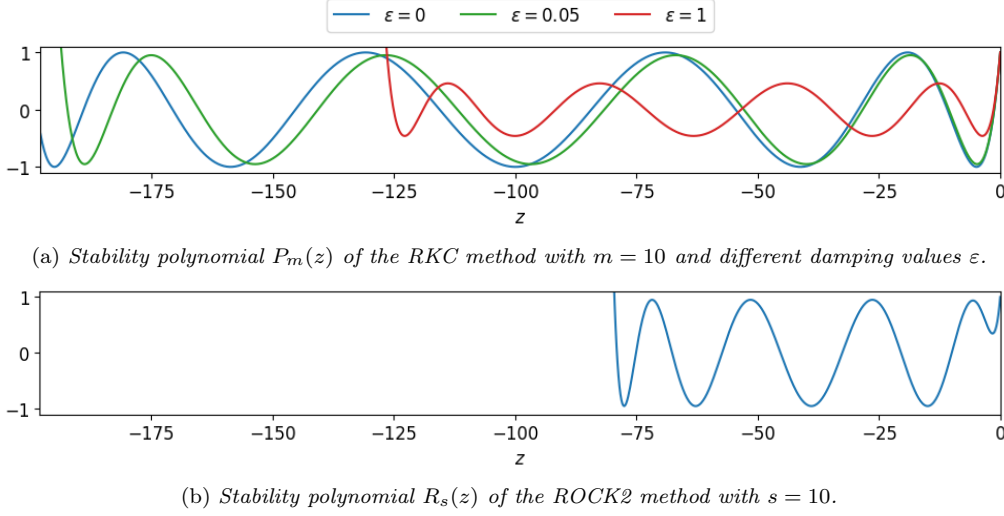 ε = 0 ε = 0.05 ε = 1
1
0
−1
−175 −150 −125 −100 −75 −50 −25 0
z
(a) Stability polynomial Pm(z) of the RKC method with m = 10 and different damping values ε.
1
0
−1
−175 −150 −125 −100 −75 −50 −25 0
z
(b) Stability polynomial Rs(z) of the ROCK2 method with s = 10.